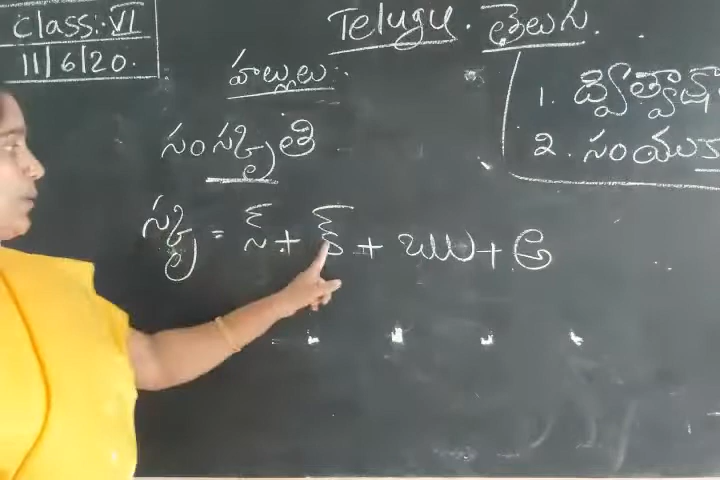 Class:- VI
11/6/20.
Telugu. తెలుగు.
హల్లులు:-
సంస్కృతి
స్కృ = స్ + క్ + ఋ + అ
1. ద్విత్వాక్ష
2. సంయుక